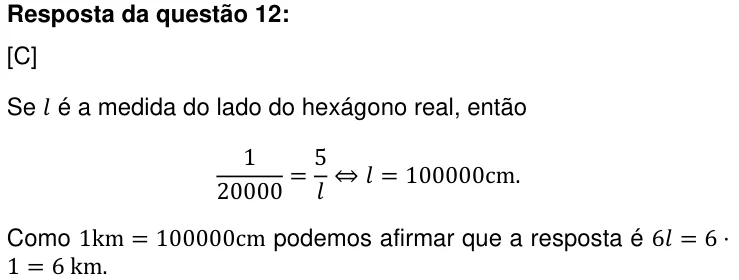 Resposta da questão 12:
[C]
Se l é a medida do lado do hexágono real, então
1/20000 = 5/l ⇔ l = 100000cm.
Como 1km = 100000cm podemos afirmar que a resposta é 6l = 6 ·
1 = 6 km.